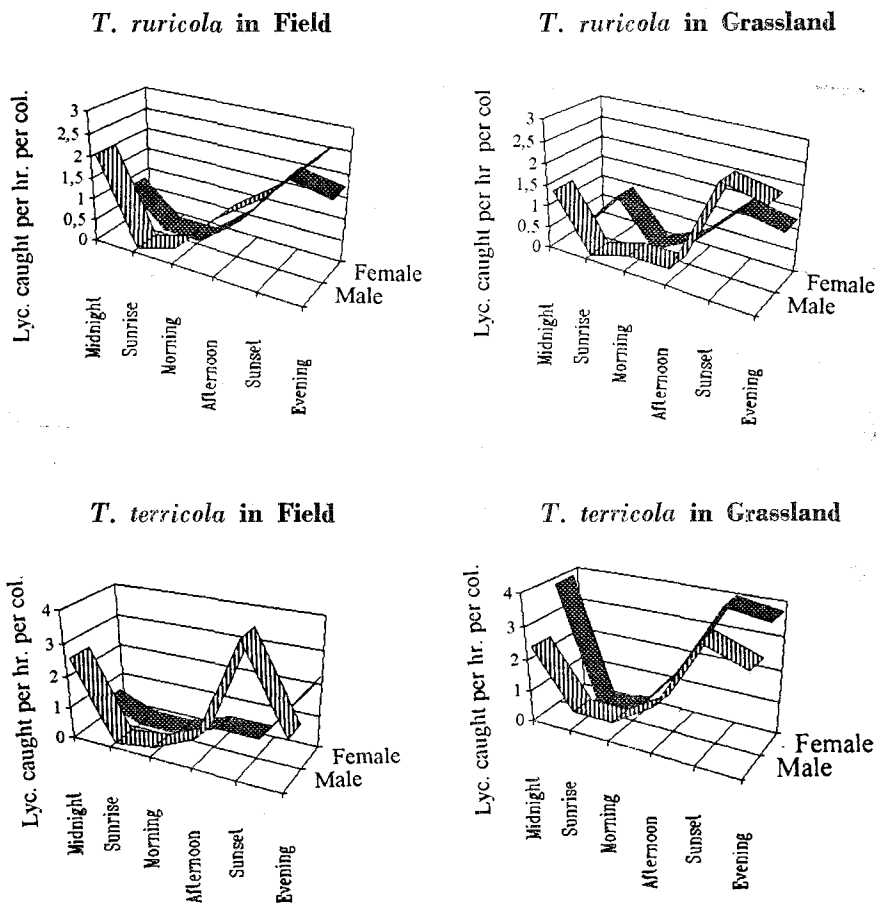 T. ruricola in Field
Lyc. caught per hr. per col.
3
2,5
2
1,5
1
0,5
0
Midnight
Sunrise
Morning
Afternoon
Sunset
Evening
Female
Male
T. ruricola in Grassland
Lyc. caught per hr per col
3
2,5
2
1,5
1
0,5
0
Midnight
Sunrise
Morning
Afternoon
Sunset
Evening
Female
Male
T. terricola in Field
Lyc. caught per hr. per col.
4
3
2
1
0
Midnight
Sunrise
Morning
Afternoon
Sunset
Evening
Female
Male
T. terricola in Grassland
Lyc. caught per hr. per col.
4
3
2
1
0
Midnight
Sunrise
Morning
Afternoon
Sunset
Evening
Female
Male